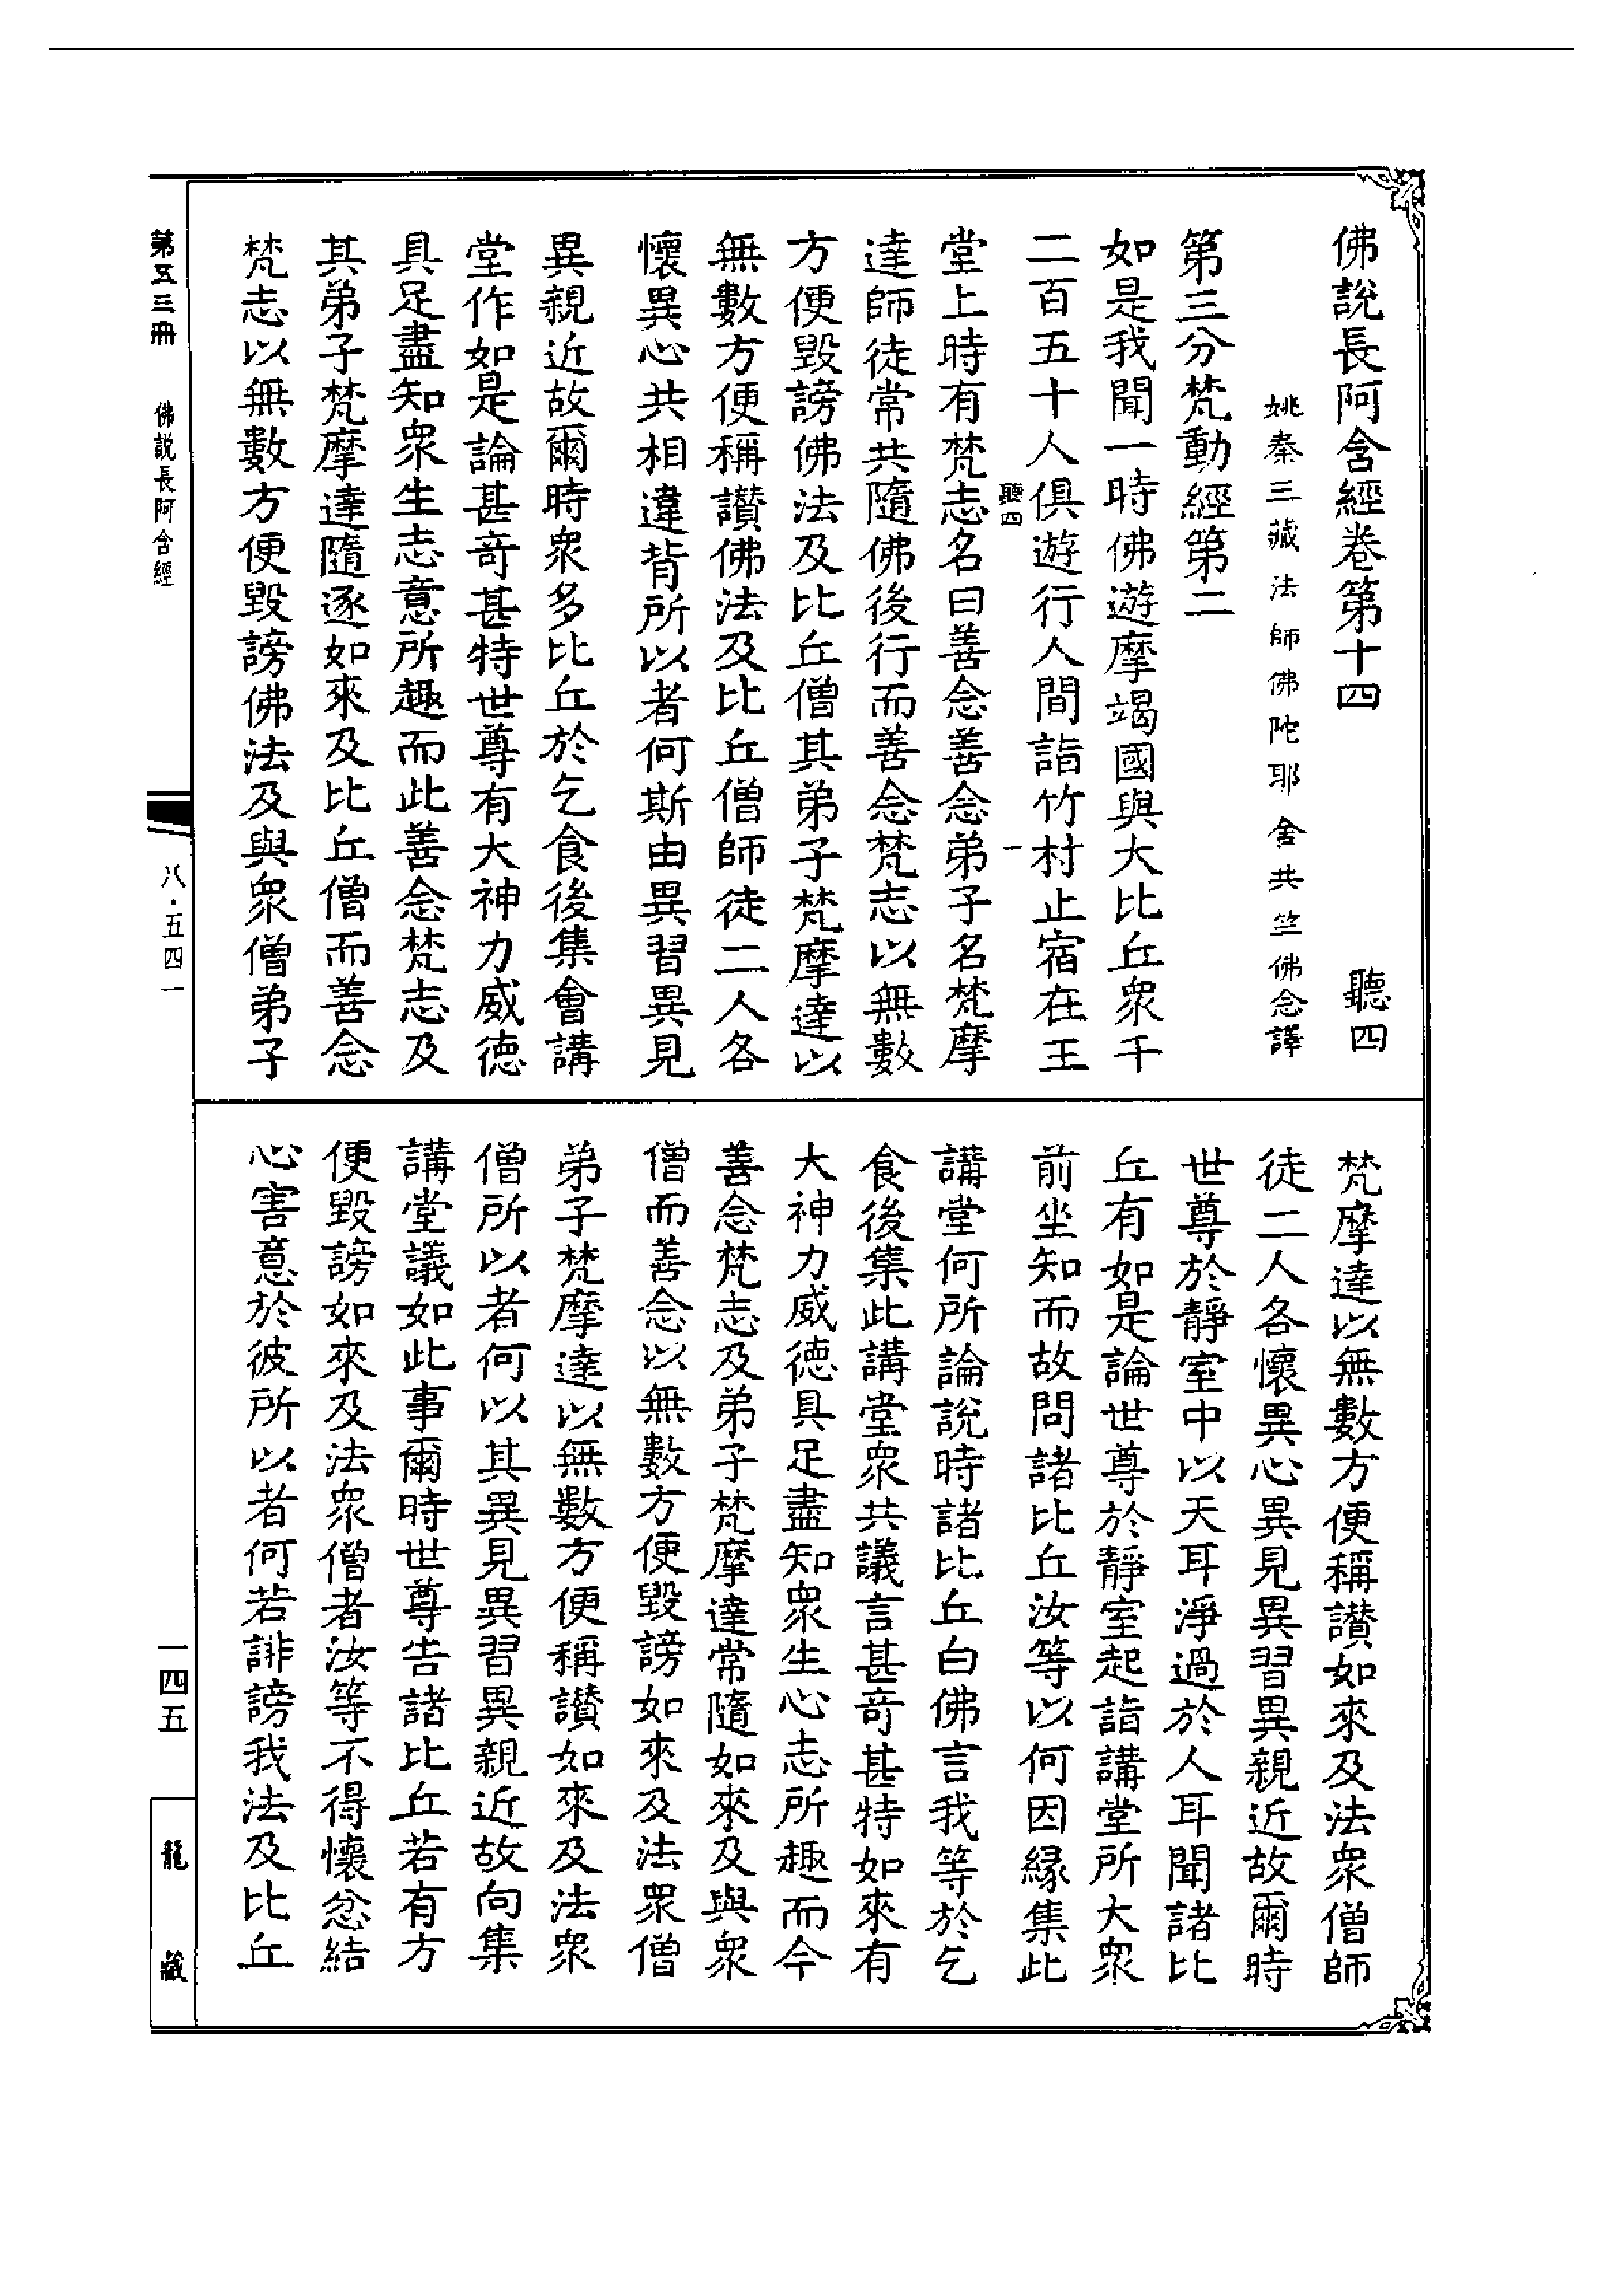 佛說長阿含經卷第十四 聽四
姚秦三藏法師佛陀耶舍共竺佛念譯
第三分梵動經第二
如是我聞一時佛遊摩竭國與大比丘衆千
二百五十人俱遊行人間詣竹村止宿在王
聽四 一
堂上時有梵志名曰善念善念弟子名梵摩
達師徒常共隨佛後行而善念梵志以無數
方便毀謗佛法及比丘僧其弟子梵摩達以
無數方便稱讚佛法及比丘僧師徒二人各
懷異心共相違背所以者何斯由異習異見
異親近故爾時衆多比丘於乞食後集會講
堂作如是論甚奇甚特世尊有大神力威德
具足盡知衆生志意所趣而此善念梵志及
其弟子梵摩達隨逐如來及比丘僧而善念
梵志以無數方便毀謗佛法及與衆僧弟子
梵摩達以無數方便稱讚如來及法衆僧師
徒二人各懷異心異見異習異親近故爾時
世尊於靜室中以天耳淨過於人耳聞諸比
丘有如是論世尊於靜室起詣講堂所大衆
前坐知而故問諸比丘汝等以何因緣集此
講堂何所論說時諸比丘白佛言我等於乞
食後集此講堂衆共議言甚奇甚特如來有
大神力威德具足盡知衆生心志所趣而今
善念梵志及弟子梵摩達常隨如來及與衆
僧而善念以無數方便毀謗如來及法衆僧
弟子梵摩達以無數方便稱讚如來及法衆
僧所以者何以其異見異習異親近故向集
講堂議如此事爾時世尊告諸比丘若有方
便毀謗如來及法衆僧者汝等不得懷忿結
心害意於彼所以者何若誹謗我法及比丘
第五三冊 佛說長阿含經
八·五四一
一四五
龍藏